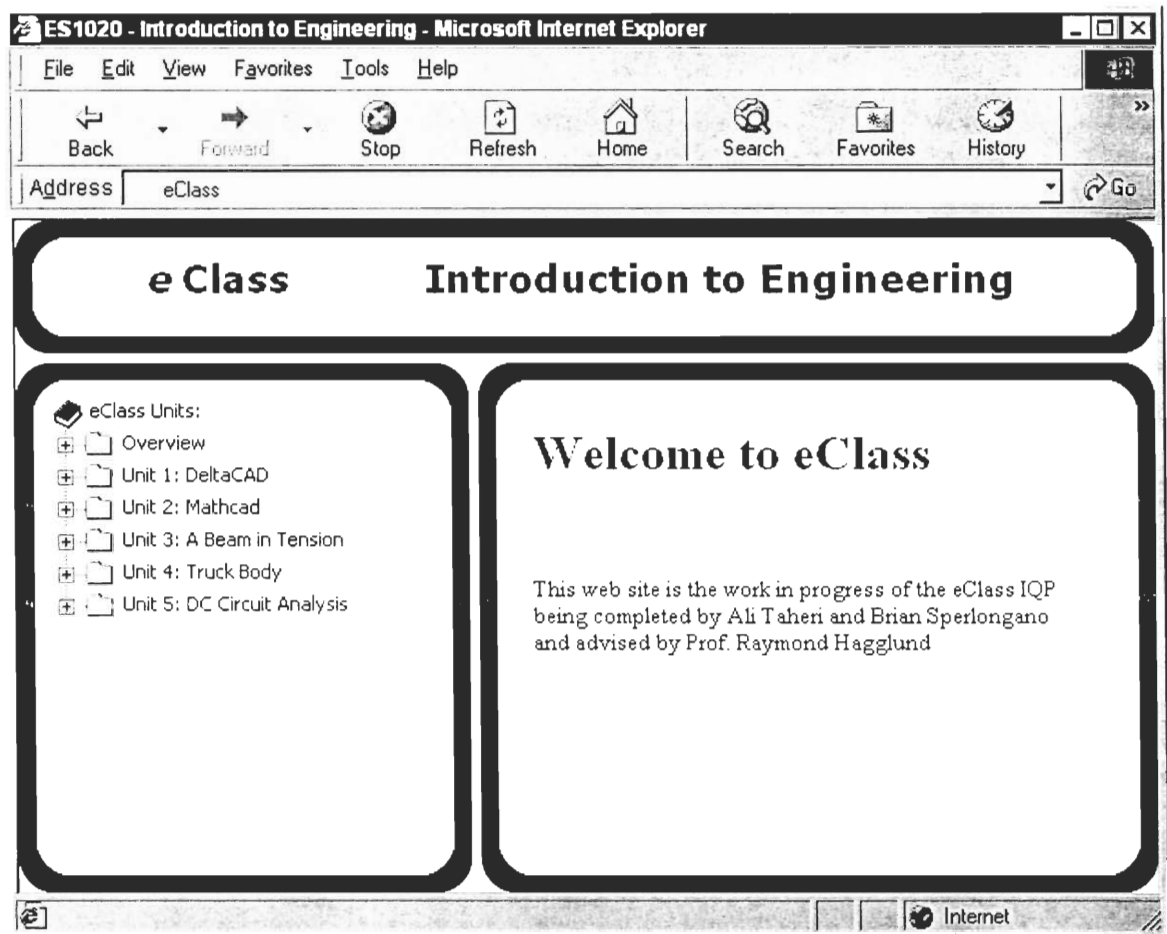 ES1020 - Introduction to Engineering - Microsoft Internet Explorer
File Edit View Favorites Tools Help
Back Forward Stop Refresh Home Search Favorites History »
Address eClass Go
e Class Introduction to Engineering
eClass Units:
Overview
Unit 1: DeltaCAD
Unit 2: Mathcad
Unit 3: A Beam in Tension
Unit 4: Truck Body
Unit 5: DC Circuit Analysis
Welcome to eClass
This web site is the work in progress of the eClass IQP
being completed by Ali Taheri and Brian Sperlongano
and advised by Prof. Raymond Hagglund
Internet